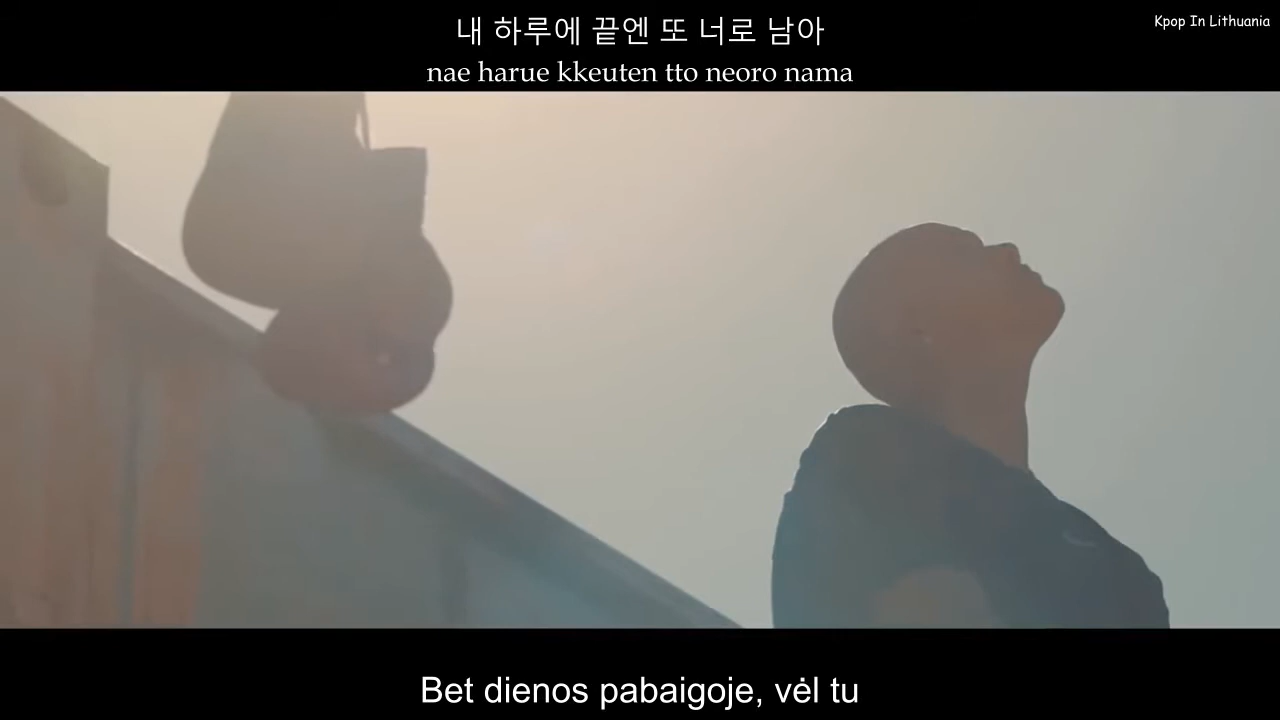 내 하루에 끝엔 또 너로 남아
Kpop In Lithuania
nae harue kkeuten tto neoro nama
Bet dienos pabaigoje, vėl tu